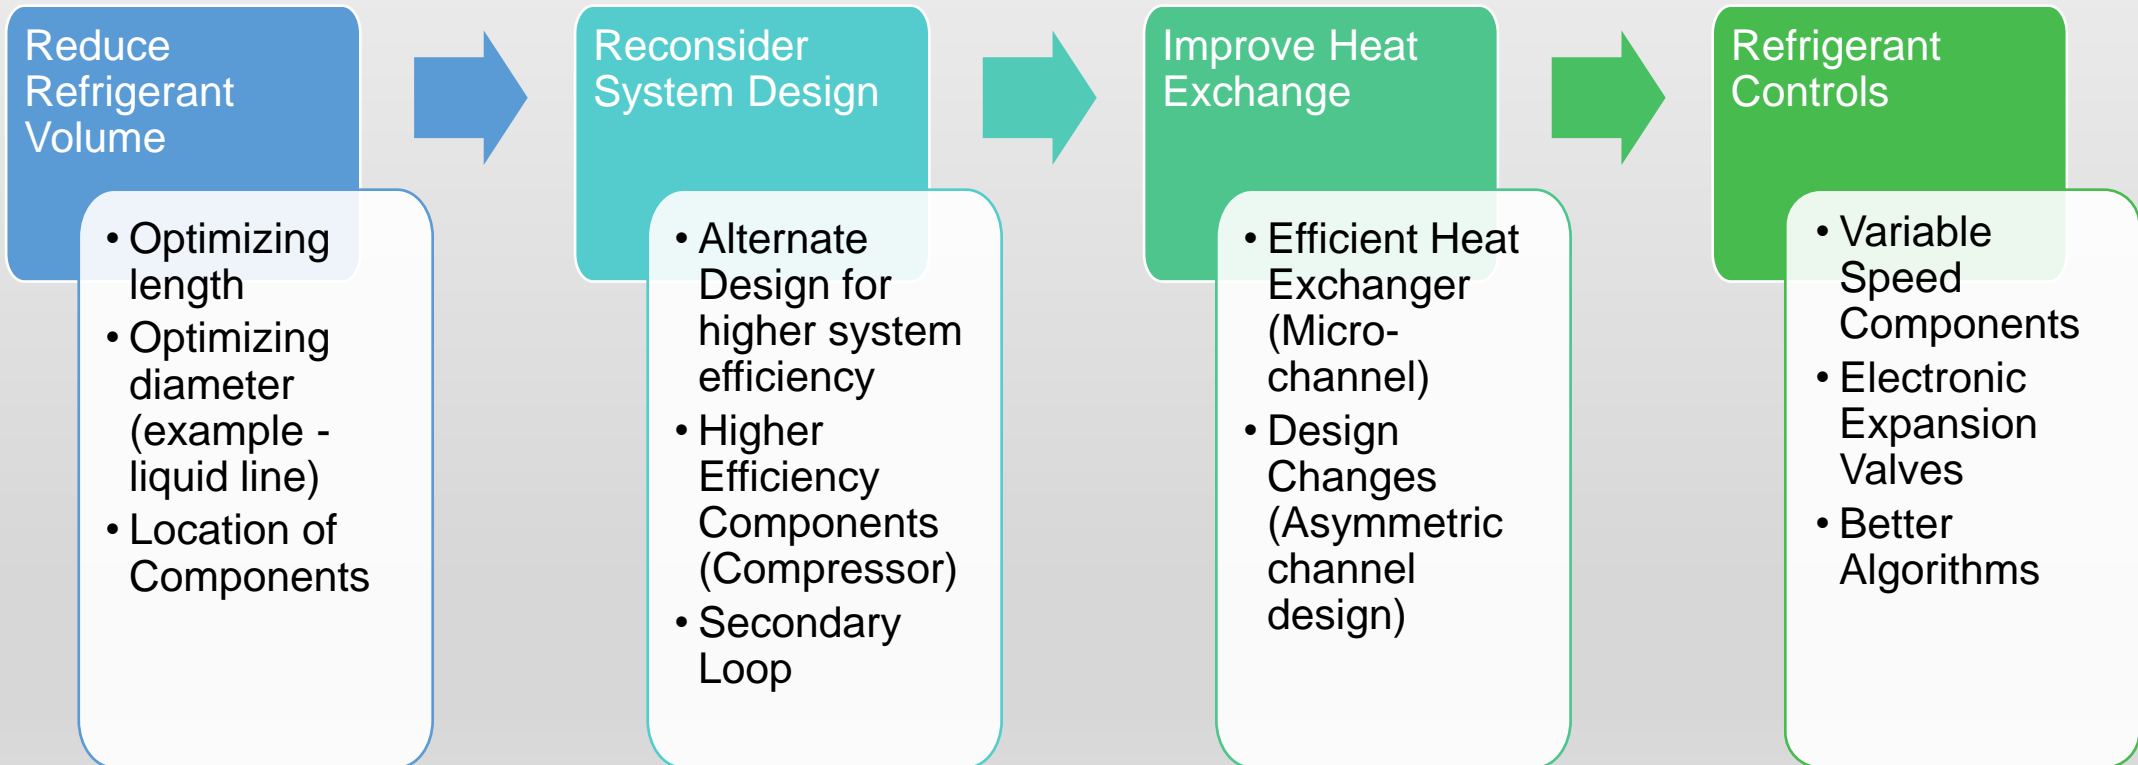 Reduce
Refrigerant
Volume
• Optimizing
length
• Optimizing
diameter
(example -
liquid line)
• Location of
Components
Reconsider
System Design
• Alternate
Design for
higher system
efficiency
• Higher
Efficiency
Components
(Compressor)
• Secondary
Loop
Improve Heat
Exchange
• Efficient Heat
Exchanger
(Micro-
channel)
• Design
Changes
(Asymmetric
channel
design)
Refrigerant
Controls
• Variable
Speed
Components
• Electronic
Expansion
Valves
• Better
Algorithms